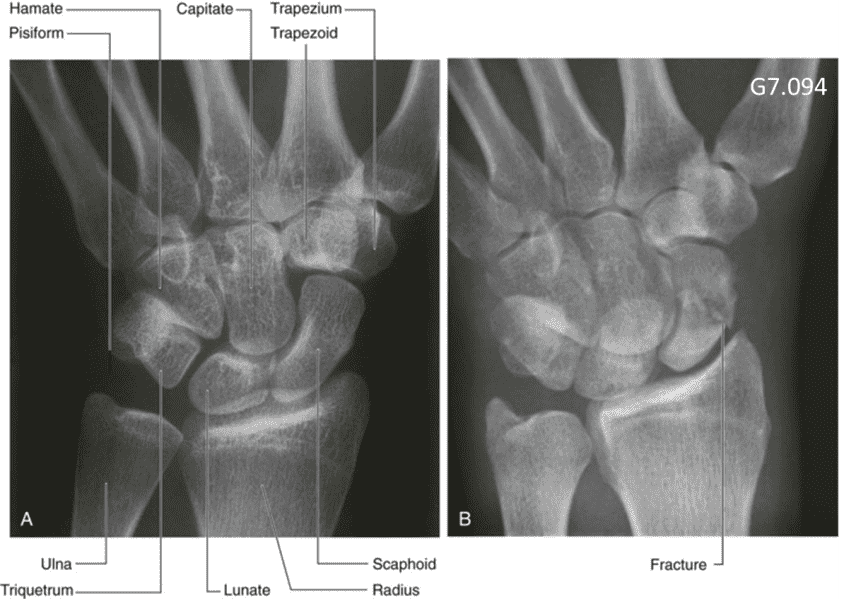 Hamate
Capitate
Trapezium
Pisiform
Trapezoid
G7.094
A
B
Ulna
Scaphoid
Fracture
Triquetrum
Lunate
Radius